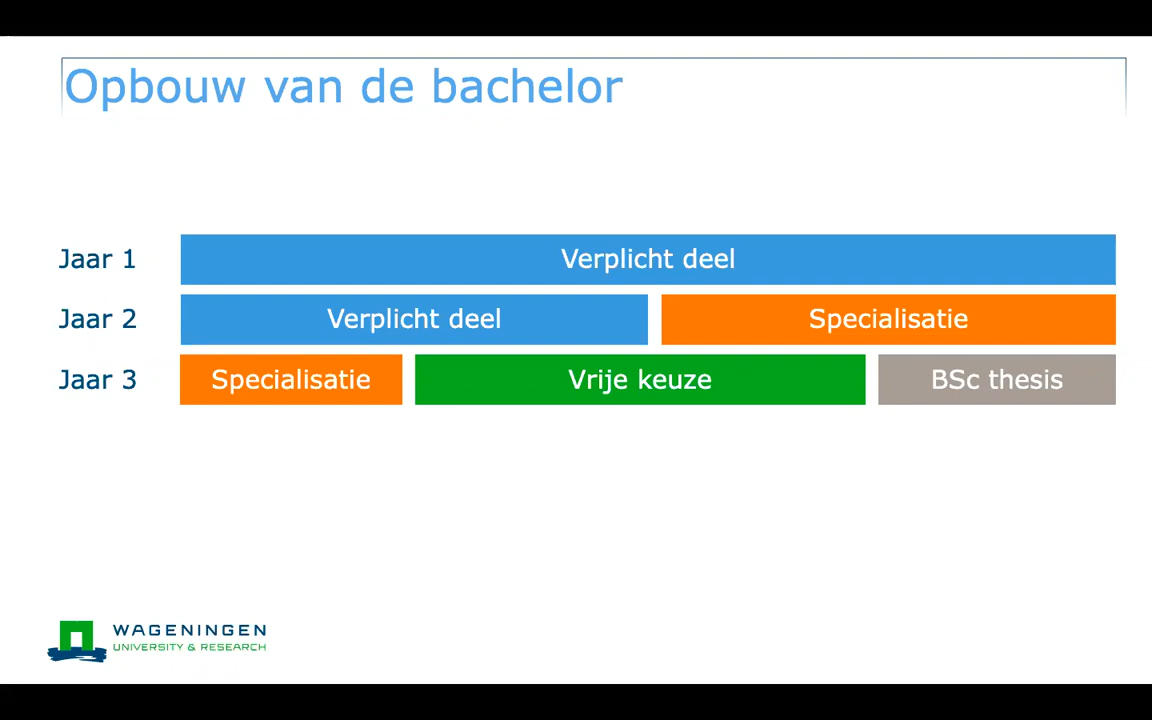 Opbouw van de bachelor
Jaar 1 Verplicht deel
Jaar 2 Verplicht deel Specialisatie
Jaar 3 Specialisatie Vrije keuze BSc thesis
WAGENINGEN
UNIVERSITY & RESEARCH